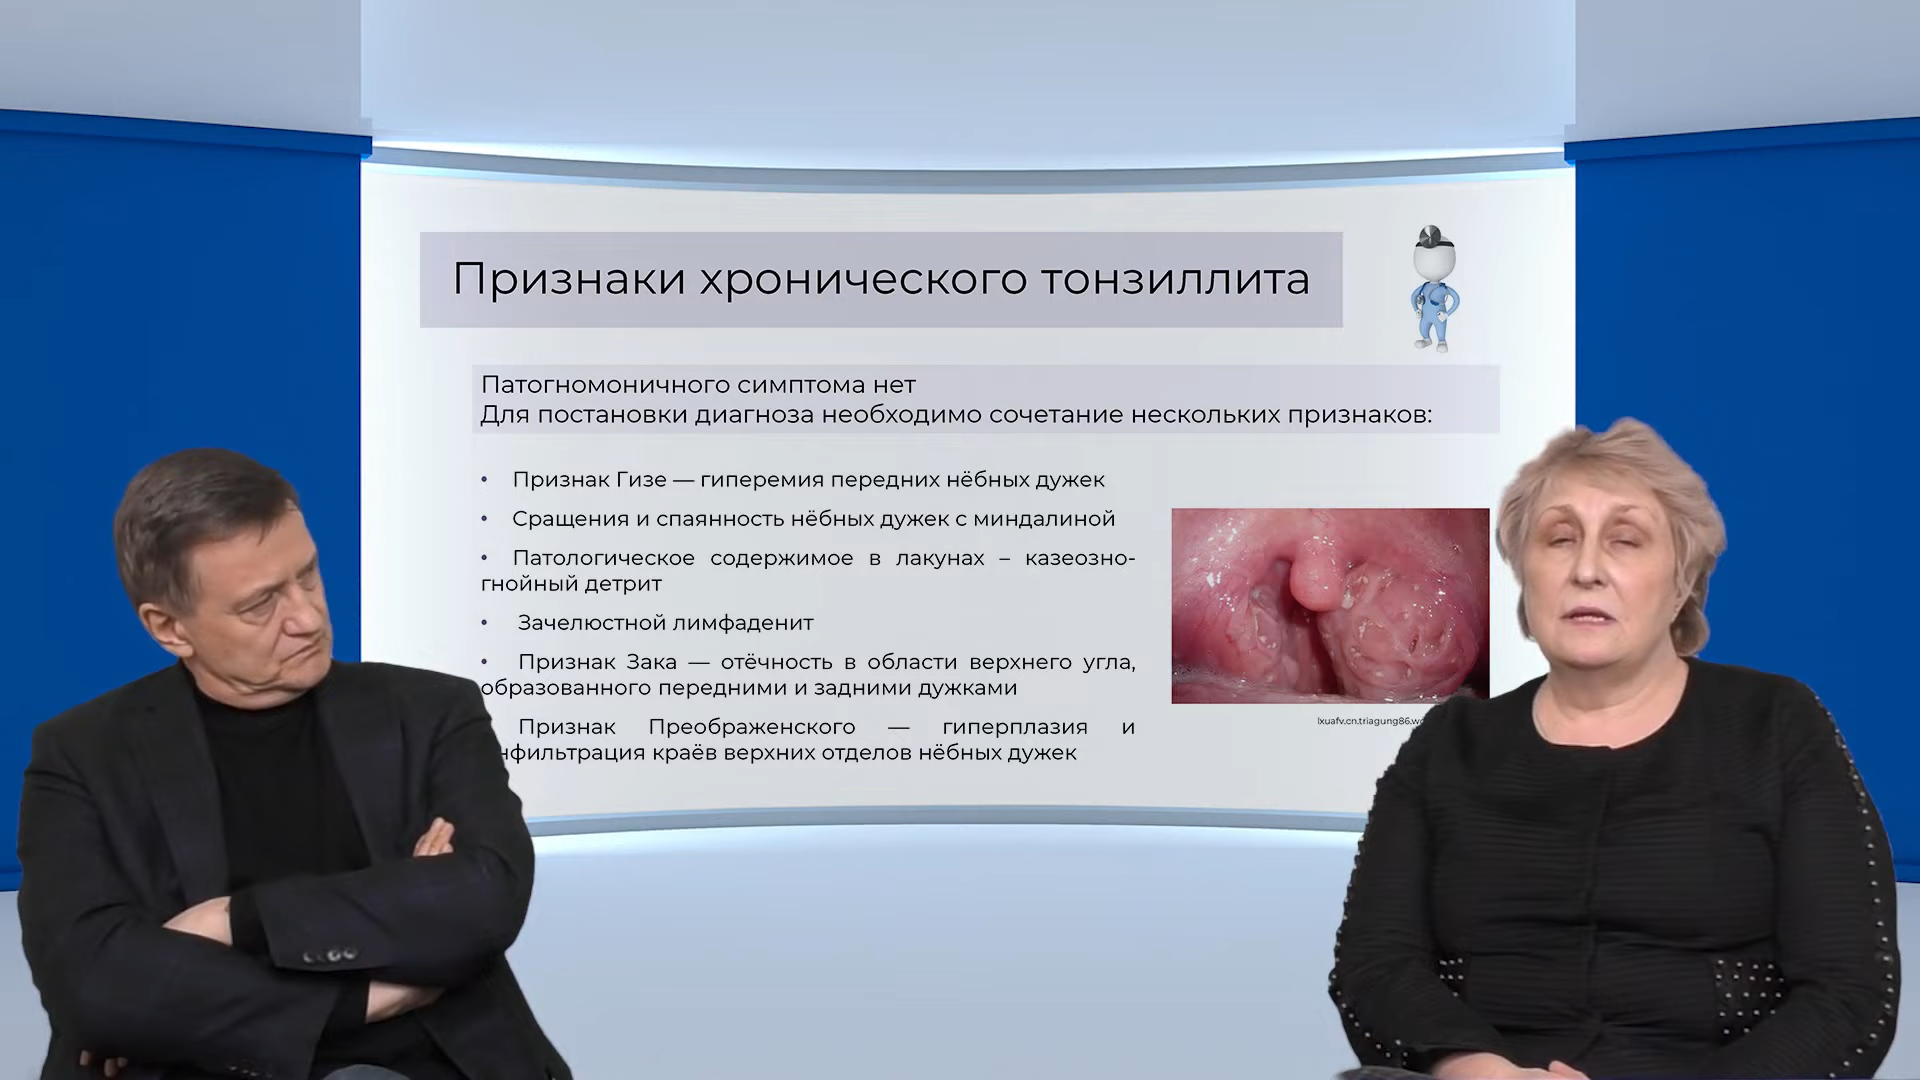 Признаки хронического тонзиллита
Патогномоничного симптома нет
Для постановки диагноза необходимо сочетание нескольких признаков:
• Признак Гизе — гиперемия передних нёбных дужек
• Сращения и спаянность нёбных дужек с миндалиной
• Патологическое содержимое в лакунах – казеозно-
гнойный детрит
• Зачелюстной лимфаденит
• Признак Зака — отёчность в области верхнего угла,
образованного передними и задними дужками
Признак Преображенского — гиперплазия и
нфильтрация краёв верхних отделов нёбных дужек